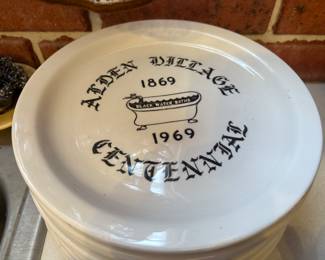 ALDEN VILLAGE
1869
BLACK WATER BATHS
1969
CENTENNIAL